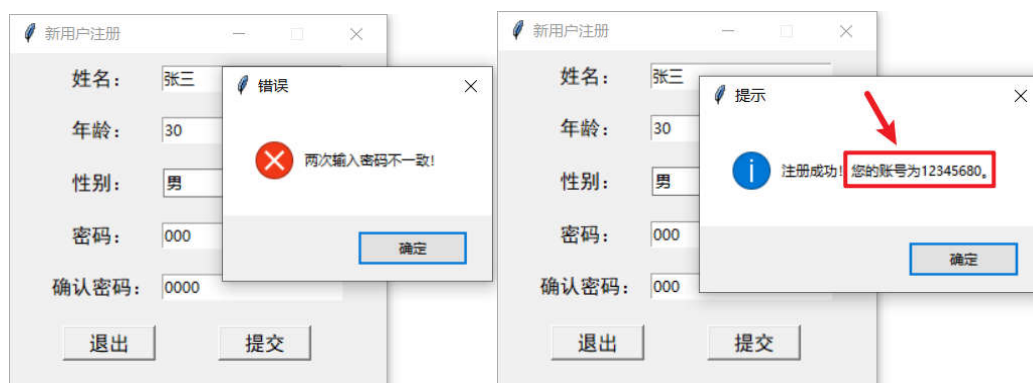 新用户注册
姓名：
张三
错误
年龄：
30
两次输入密码不一致！
性别：
男
密码：
000
确定
确认密码：
0000
退出
提交
新用户注册
姓名：
张三
提示
年龄：
30
注册成功！您的账号为12345680。
性别：
男
密码：
000
确定
确认密码：
000
退出
提交